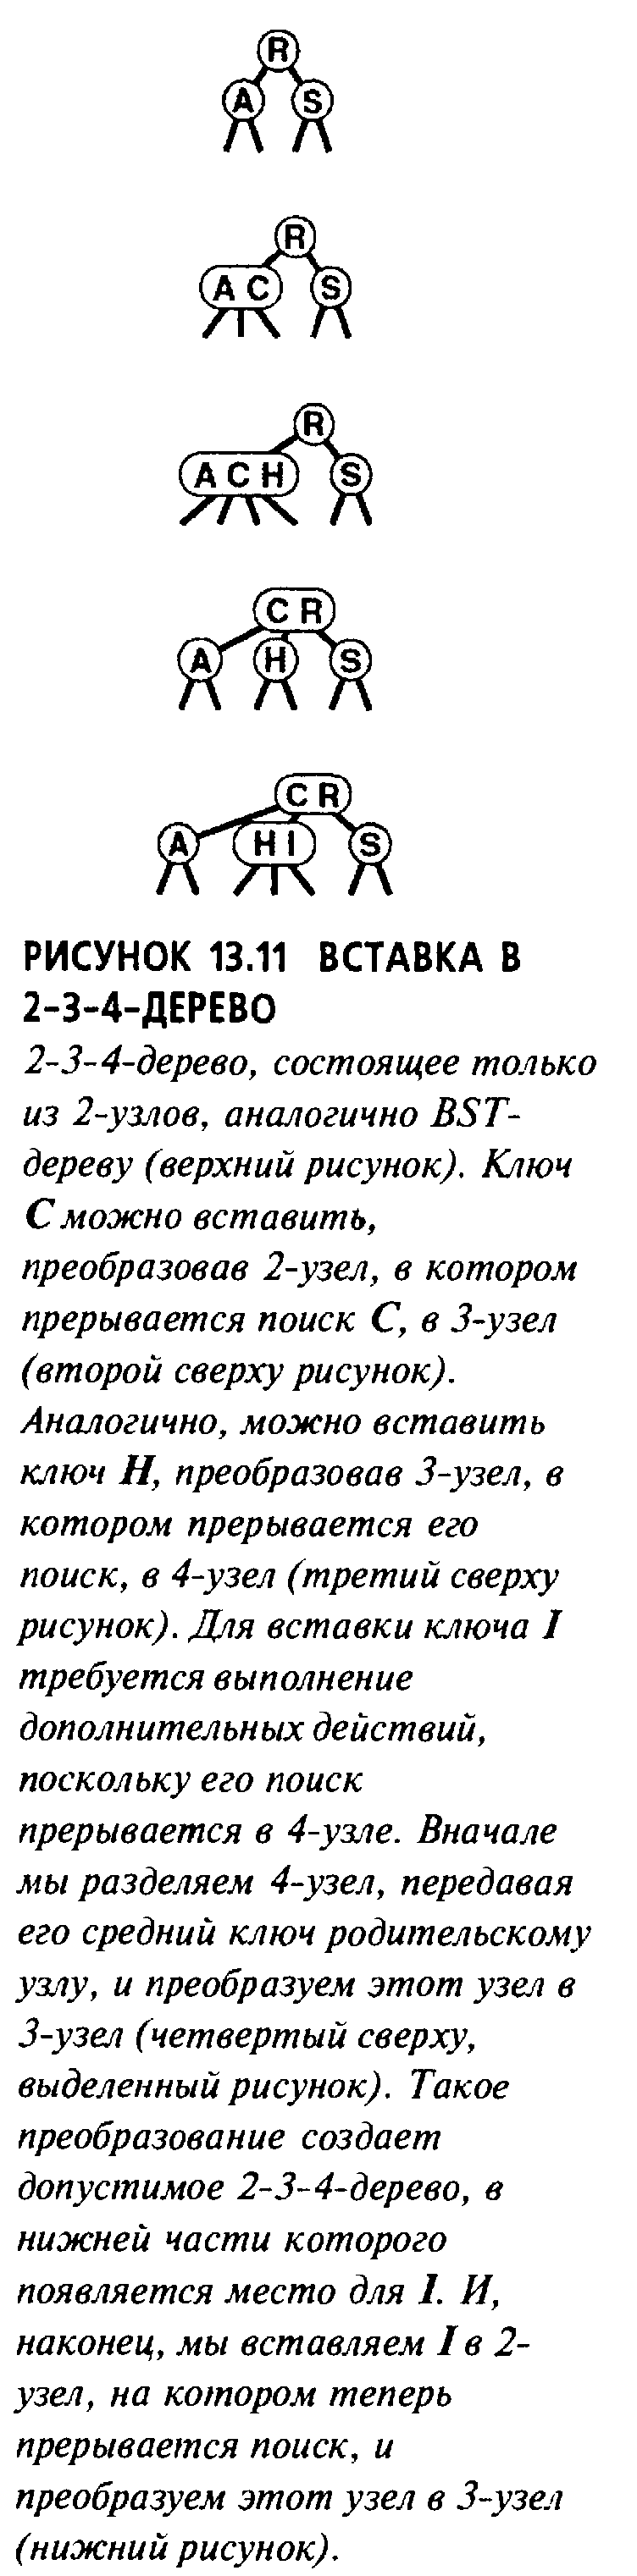 R
A S
R
A C S
R
A C H S
C R
A H S
C R
A H I S
РИСУНОК 13.11 ВСТАВКА В
2-3-4-ДЕРЕВО
2-3-4-дерево, состоящее только
из 2-узлов, аналогично BST-
дереву (верхний рисунок). Ключ
C можно вставить,
преобразовав 2-узел, в котором
прерывается поиск C, в 3-узел
(второй сверху рисунок).
Аналогично, можно вставить
ключ H, преобразовав 3-узел, в
котором прерывается его
поиск, в 4-узел (третий сверху
рисунок). Для вставки ключа I
требуется выполнение
дополнительных действий,
поскольку его поиск
прерывается в 4-узле. Вначале
мы разделяем 4-узел, передавая
его средний ключ родительскому
узлу, и преобразуем этот узел в
3-узел (четвертый сверху,
выделенный рисунок). Такое
преобразование создает
допустимое 2-3-4-дерево, в
нижней части которого
появляется место для I. И,
наконец, мы вставляем I в 2-
узел, на котором теперь
прерывается поиск, и
преобразуем этот узел в 3-узел
(нижний рисунок).